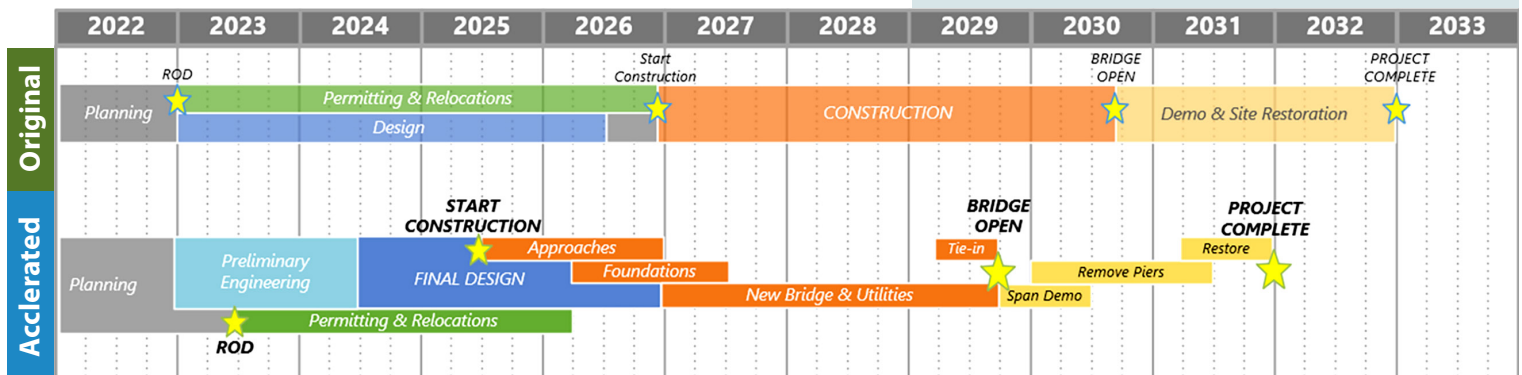 2022 2023 2024 2025 2026 2027 2028 2029 2030 2031 2032 2033
Original
ROD
Start
Construction
BRIDGE
OPEN
PROJECT
COMPLETE
Planning
Permitting & Relocations
Design
CONSTRUCTION
Demo & Site Restoration
Acclerated
START
CONSTRUCTION
BRIDGE
OPEN
PROJECT
COMPLETE
Planning
Preliminary
Engineering
FINAL DESIGN
Approaches
Foundations
New Bridge & Utilities
Tie-in
Span Demo
Remove Piers
Restore
Permitting & Relocations
ROD